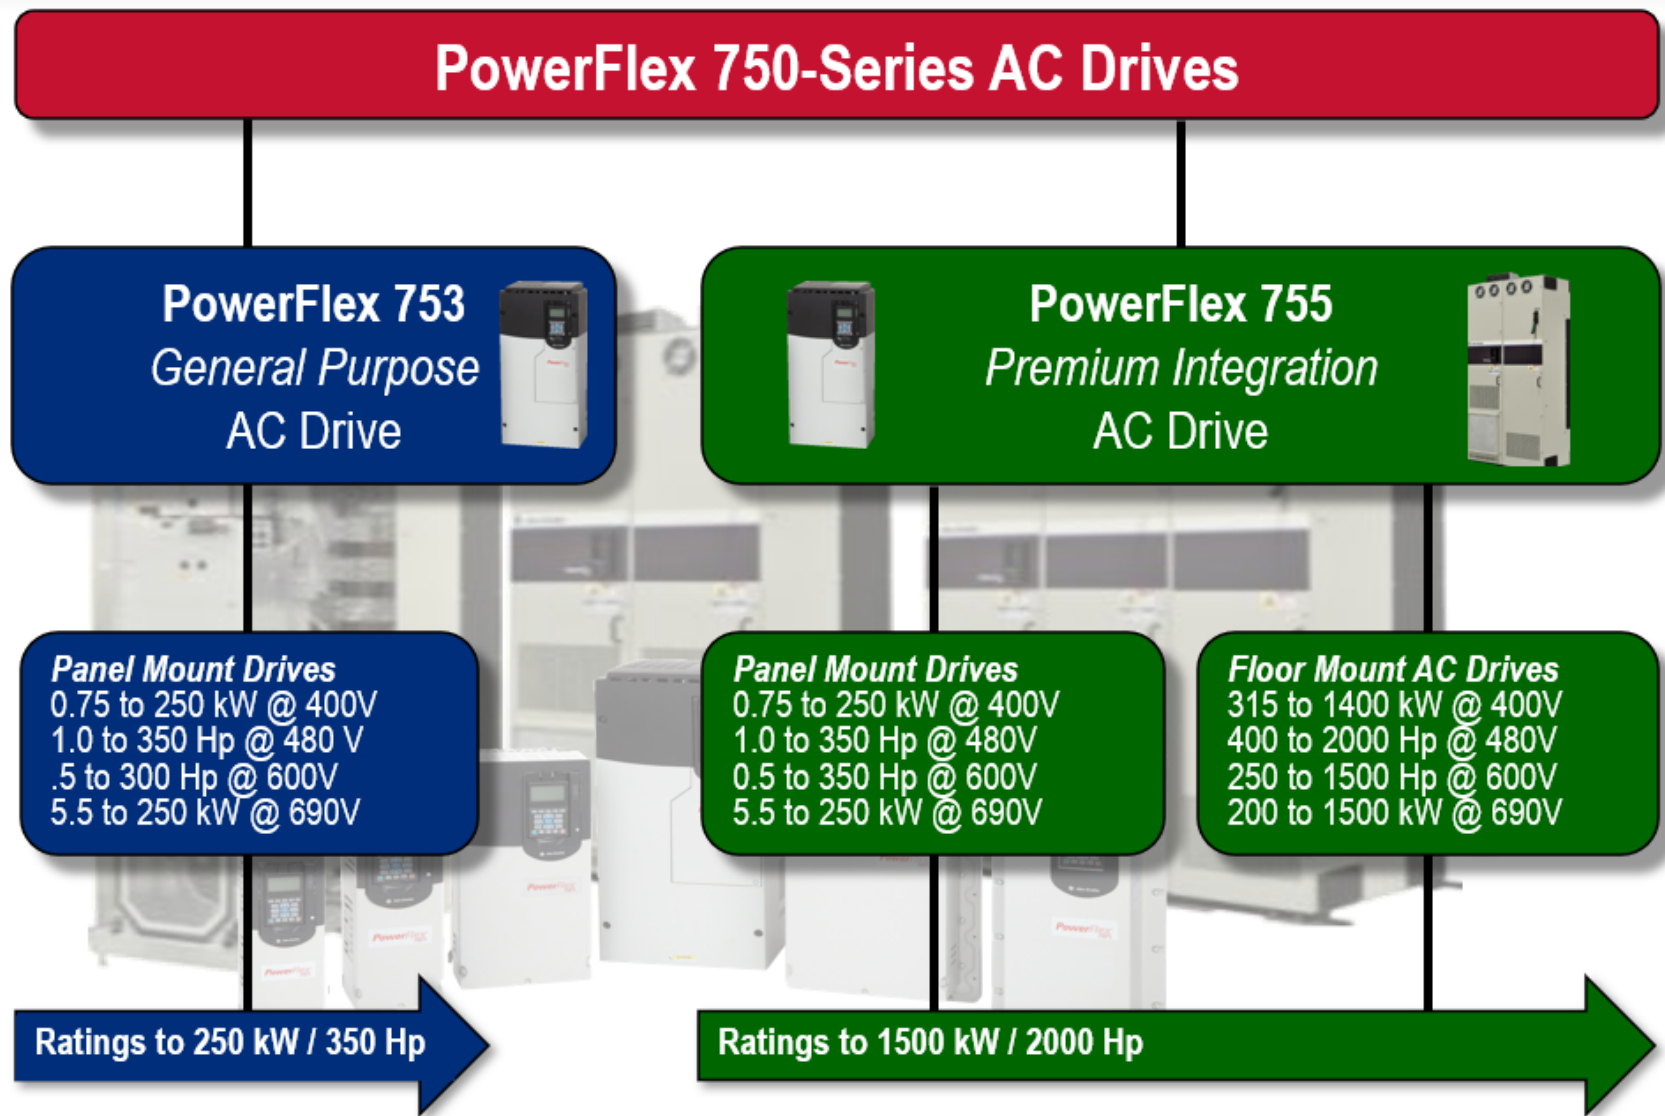 PowerFlex 750-Series AC Drives
PowerFlex 753
General Purpose
AC Drive
PowerFlex 755
Premium Integration
AC Drive
Panel Mount Drives
0.75 to 250 kW @ 400V
1.0 to 350 Hp @ 480 V
.5 to 300 Hp @ 600V
5.5 to 250 kW @ 690V
Panel Mount Drives
0.75 to 250 kW @ 400V
1.0 to 350 Hp @ 480V
0.5 to 350 Hp @ 600V
5.5 to 250 kW @ 690V
Floor Mount AC Drives
315 to 1400 kW @ 400V
400 to 2000 Hp @ 480V
250 to 1500 Hp @ 600V
200 to 1500 kW @ 690V
PowerFlex
PowerFlex
PowerFlex
PowerFlex
Ratings to 250 kW / 350 Hp
Ratings to 1500 kW / 2000 Hp